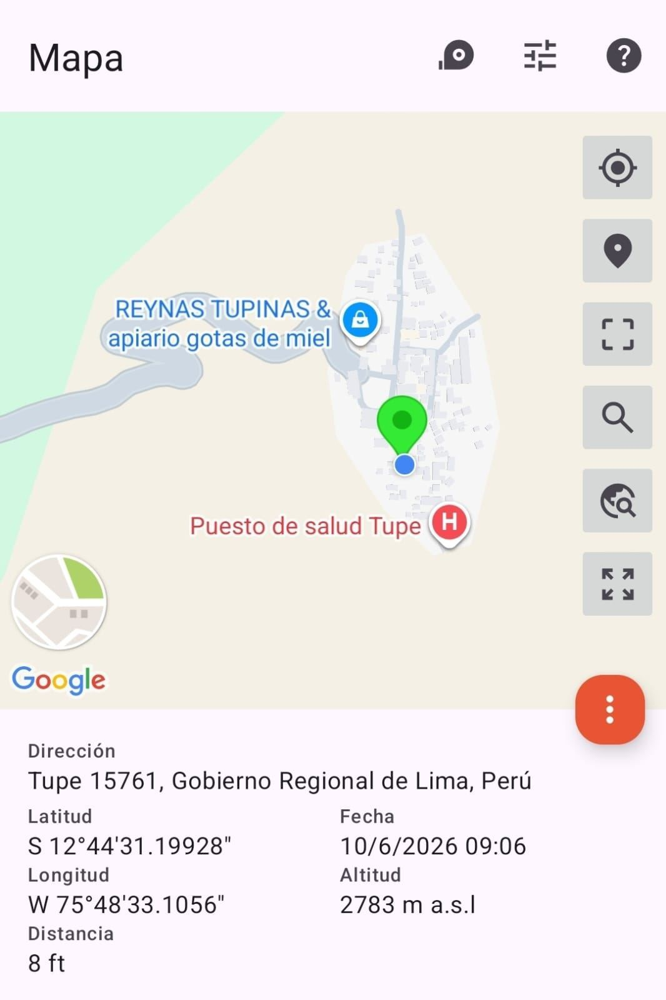 Mapa
REYNAS TUPINAS &
apiario gotas de miel
Puesto de salud Tupe
H
Google
Dirección
Tupe 15761, Gobierno Regional de Lima, Perú
Latitud
S 12°44'31.19928"
Fecha
10/6/2026 09:06
Longitud
W 75°48'33.1056"
Altitud
2783 m a.s.l
Distancia
8 ft